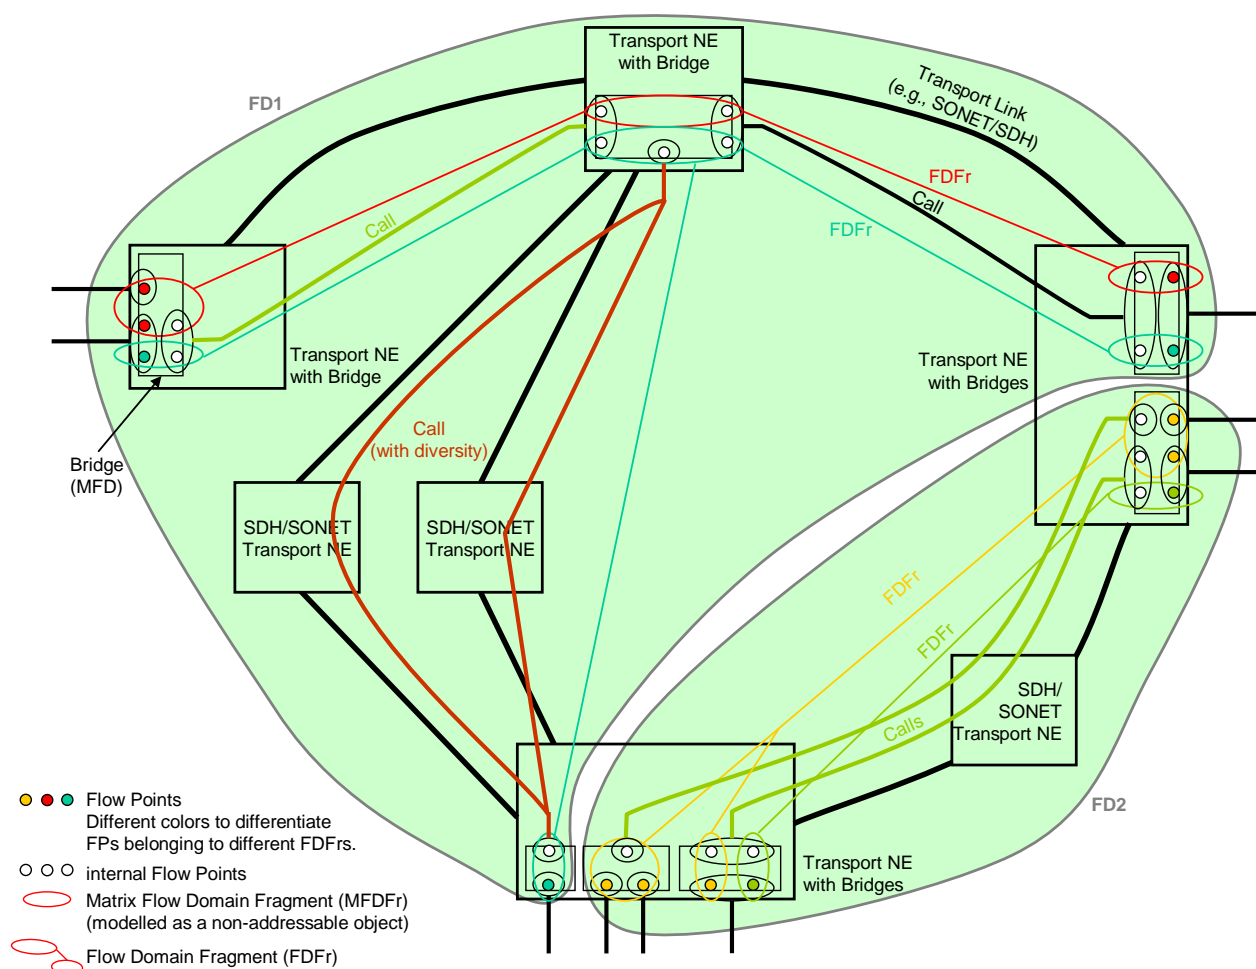 Transport NE
with Bridge
FD1
Transport Link
(e.g., SONET/SDH)
FDFr
Call
Call
FDFr
Transport NE
with Bridge
Transport NE
with Bridges
Bridge
(MFD)
Call
(with diversity)
SDH/SONET
Transport NE
SDH/SONET
Transport NE
FDFr
FDFr
SDH/
SONET
Transport NE
Calls
FD2
Transport NE
with Bridges
Flow Points
Different colors to differentiate
FPs belonging to different FDFrs.
internal Flow Points
Matrix Flow Domain Fragment (MFDFr)
(modelled as a non-addressable object)
Flow Domain Fragment (FDFr)